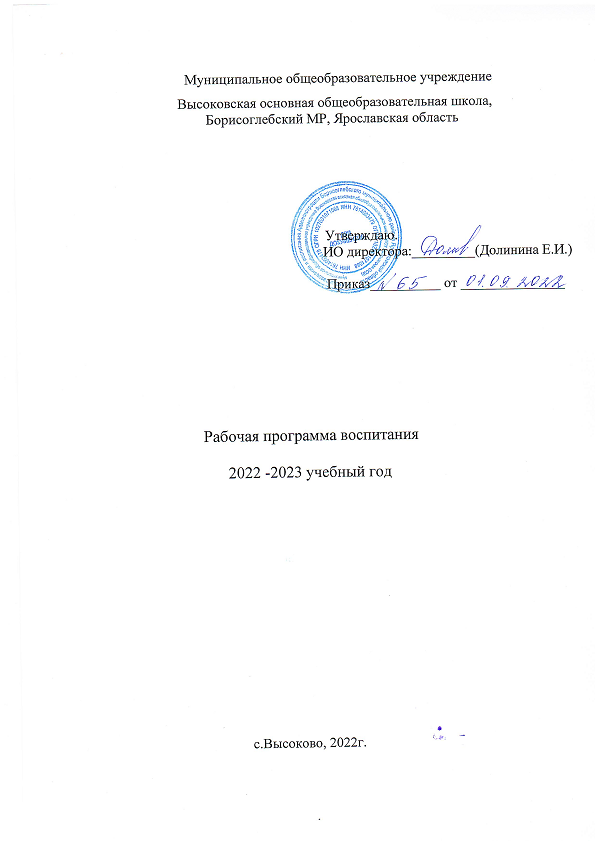 Муниципальное общеобразовательное учреждение
Высоковская основная общеобразовательная школа,
Борисоглебский МР, Ярославская область
Утверждаю.
ИО директора:_________(Долинина Е.И.)
Приказ № 65 от 01.09.2022
Рабочая программа воспитания
2022 -2023 учебный год
с.Высоково, 2022г.